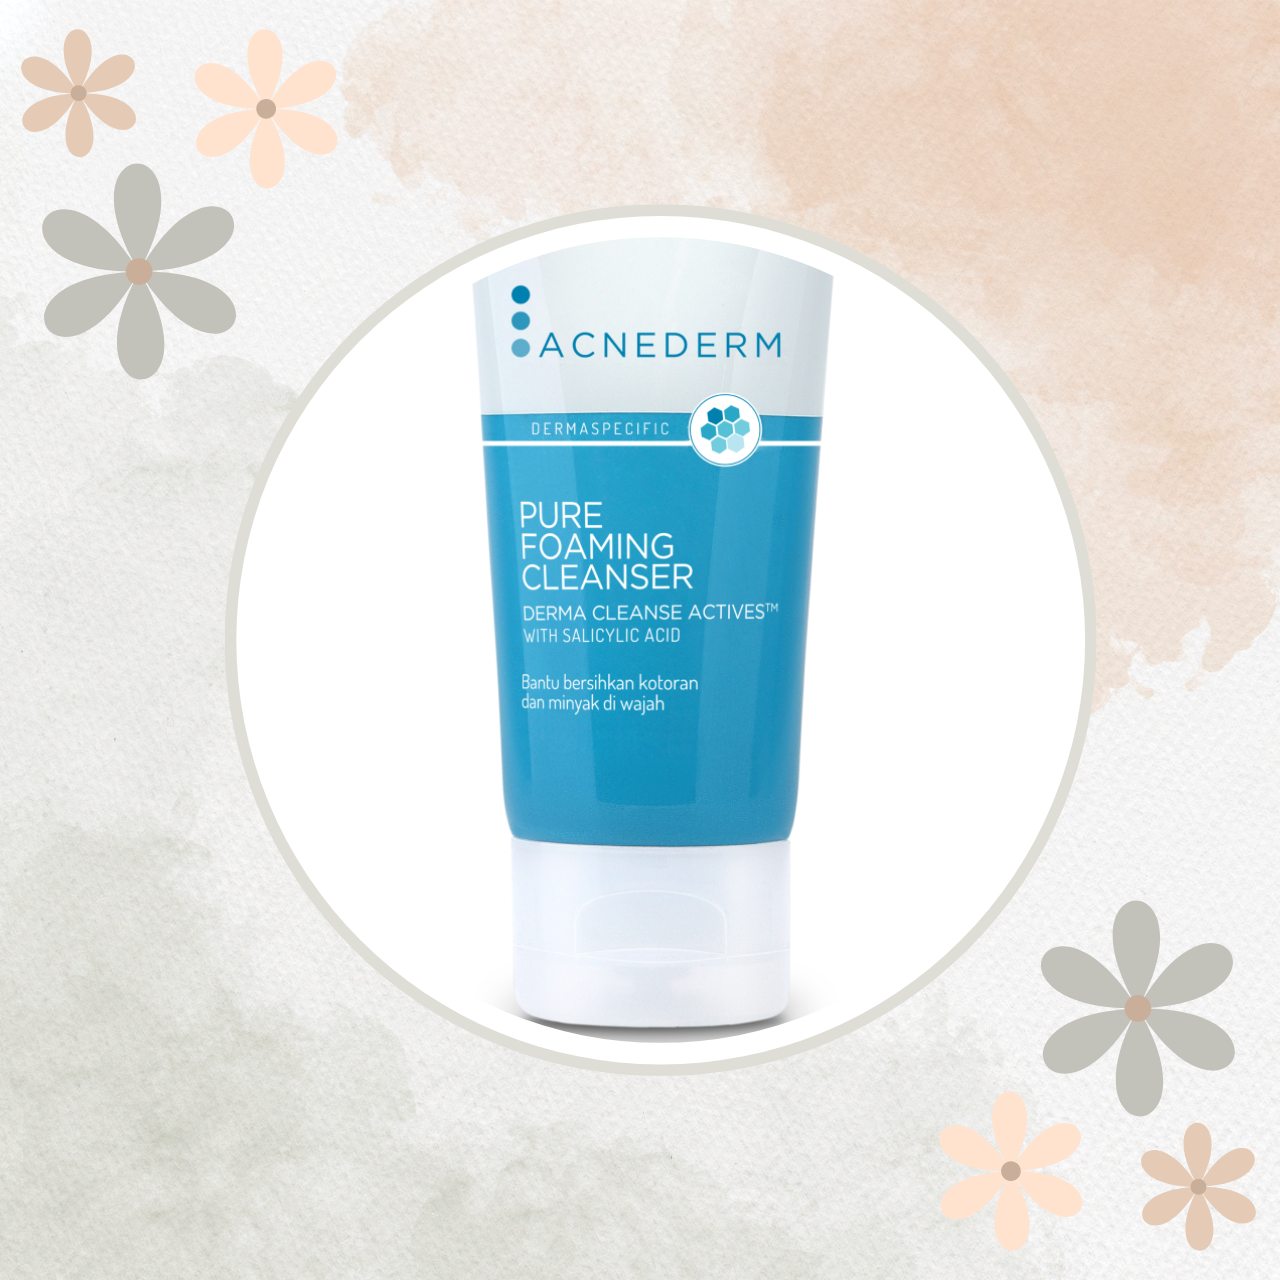 ACNEDERM
DERMASPECIFIC
PURE
FOAMING
CLEANSER
DERMA CLEANSE ACTIVES™
WITH SALICYLIC ACID
Bantu bersihkan kotoran
dan minyak di wajah